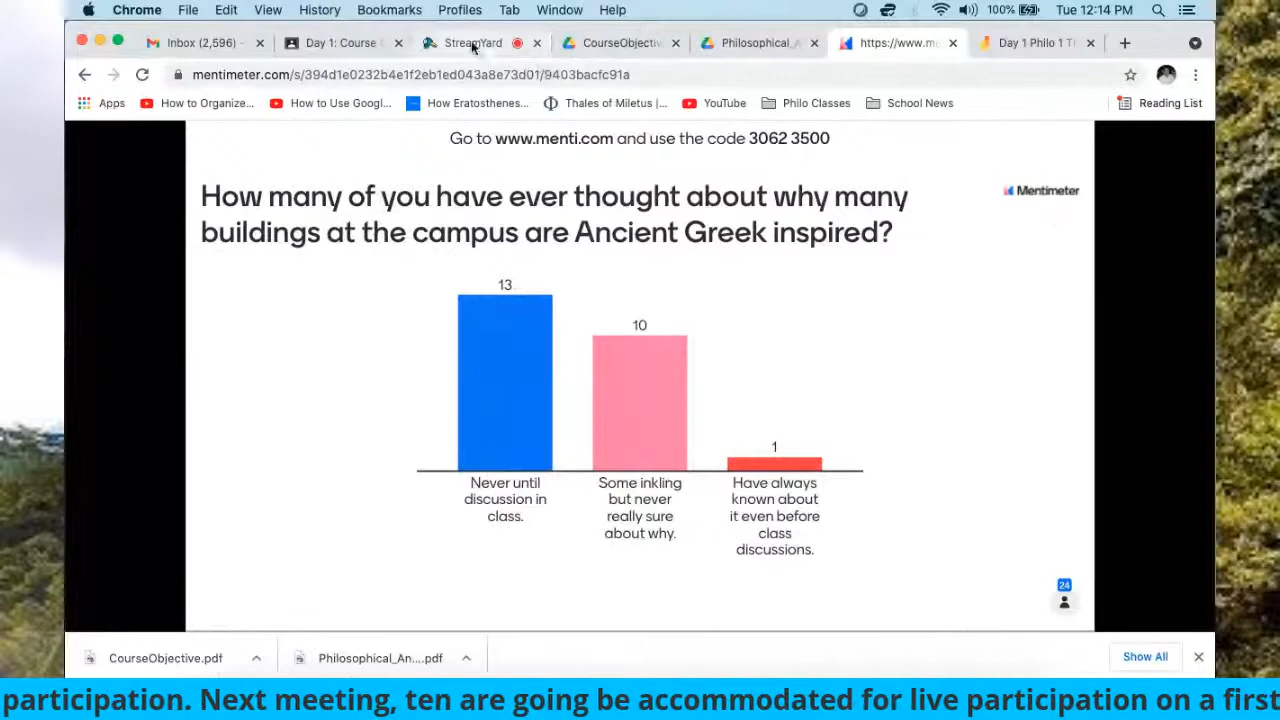 Chrome File Edit View History Bookmarks Profiles Tab Window Help 100% Tue 12:14 PM
Inbox (2,596) - Day 1: Course StreamYard CourseObjectiv Philosophical_A https://www.m Day 1 Philo 1 T
mentimeter.com/s/394d1e0232b4e1f2eb1ed043a8e73d01/9403bacfc91a
Apps How to Organize... How to Use Googl... How Eratosthenes... Thales of Miletus |... YouTube Philo Classes School News Reading List
Go to www.menti.com and use the code 3062 3500
How many of you have ever thought about why many
buildings at the campus are Ancient Greek inspired?
Mentimeter
13
10
1
Never until
discussion in
class.
Some inkling
but never
really sure
about why.
Have always
known about
it even before
class
discussions.
24
CourseObjective.pdf Philosophical_An....pdf Show All
participation. Next meeting, ten are going be accommodated for live participation on a first